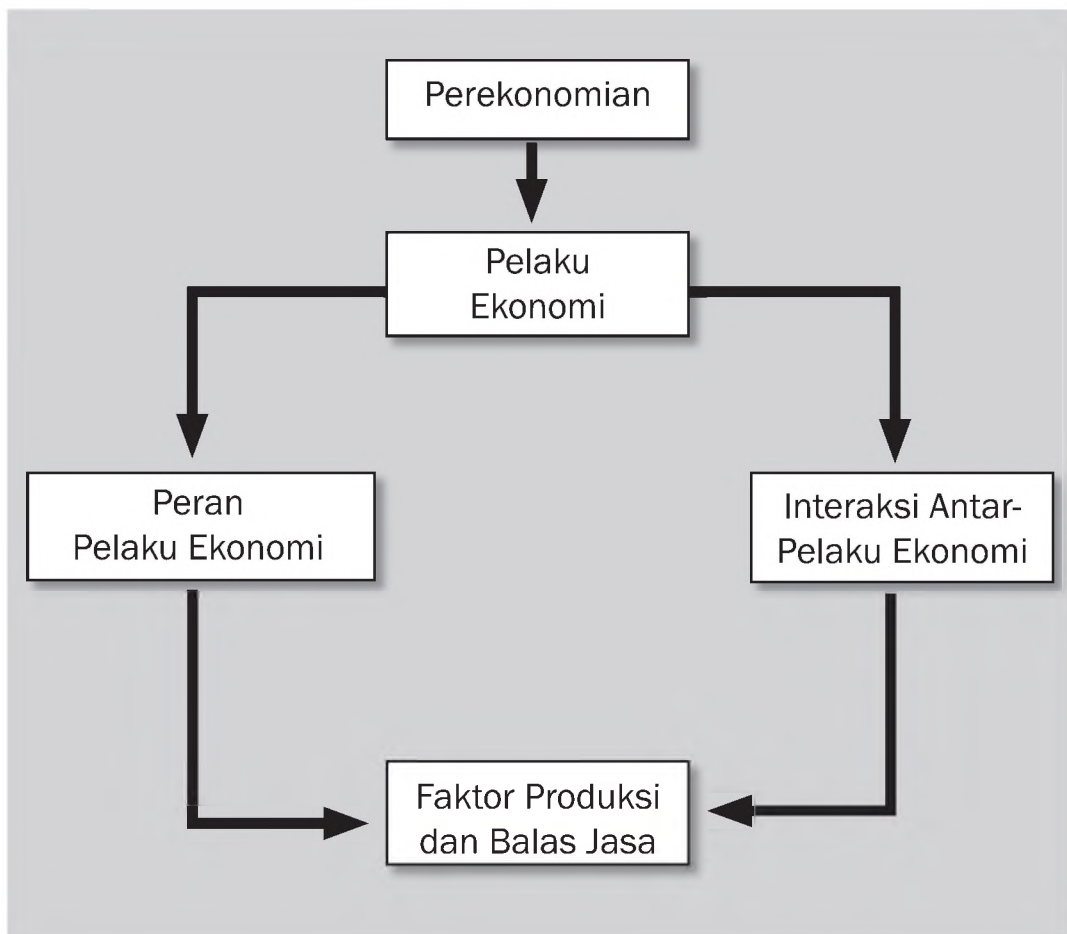 Perekonomian
Pelaku
Ekonomi
Peran
Pelaku Ekonomi
Interaksi Antar-
Pelaku Ekonomi
Faktor Produksi
dan Balas Jasa